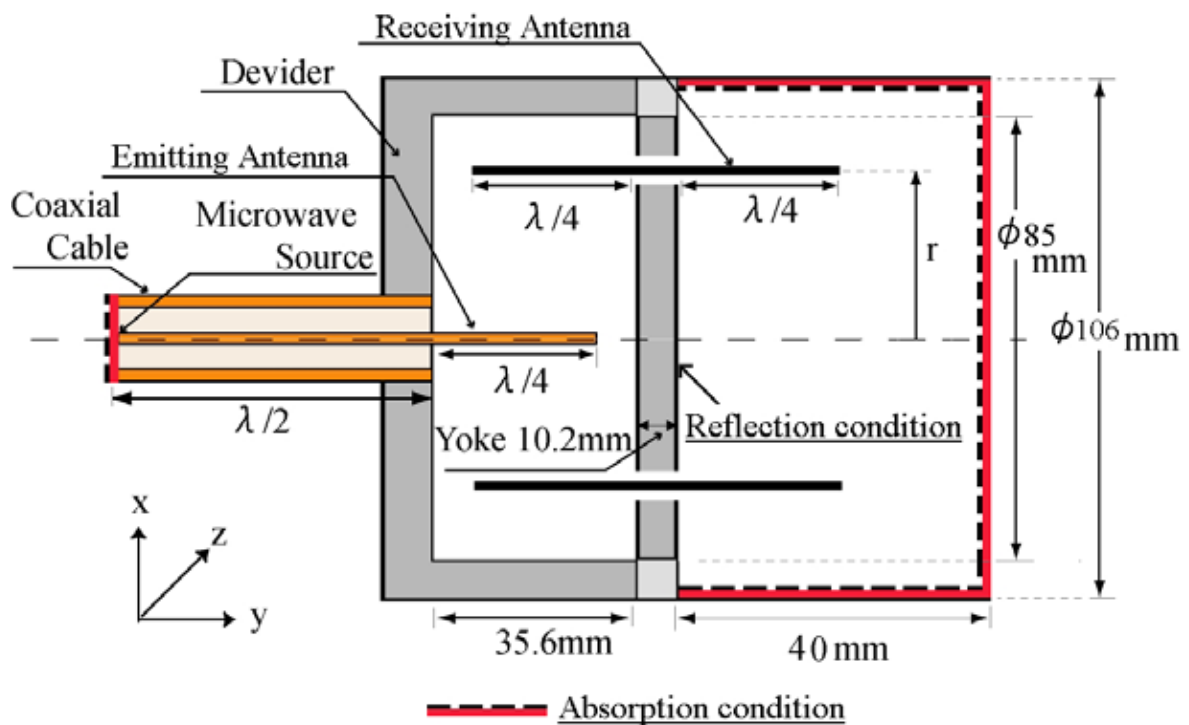 Receiving Antenna
Devider
Emitting Antenna
Coaxial
Cable
Microwave
Source
λ/4
λ/4
r
ϕ85
mm
ϕ106 mm
λ/4
λ/2
Yoke 10.2mm
Reflection condition
x
z
y
35.6mm
40mm
Absorption condition